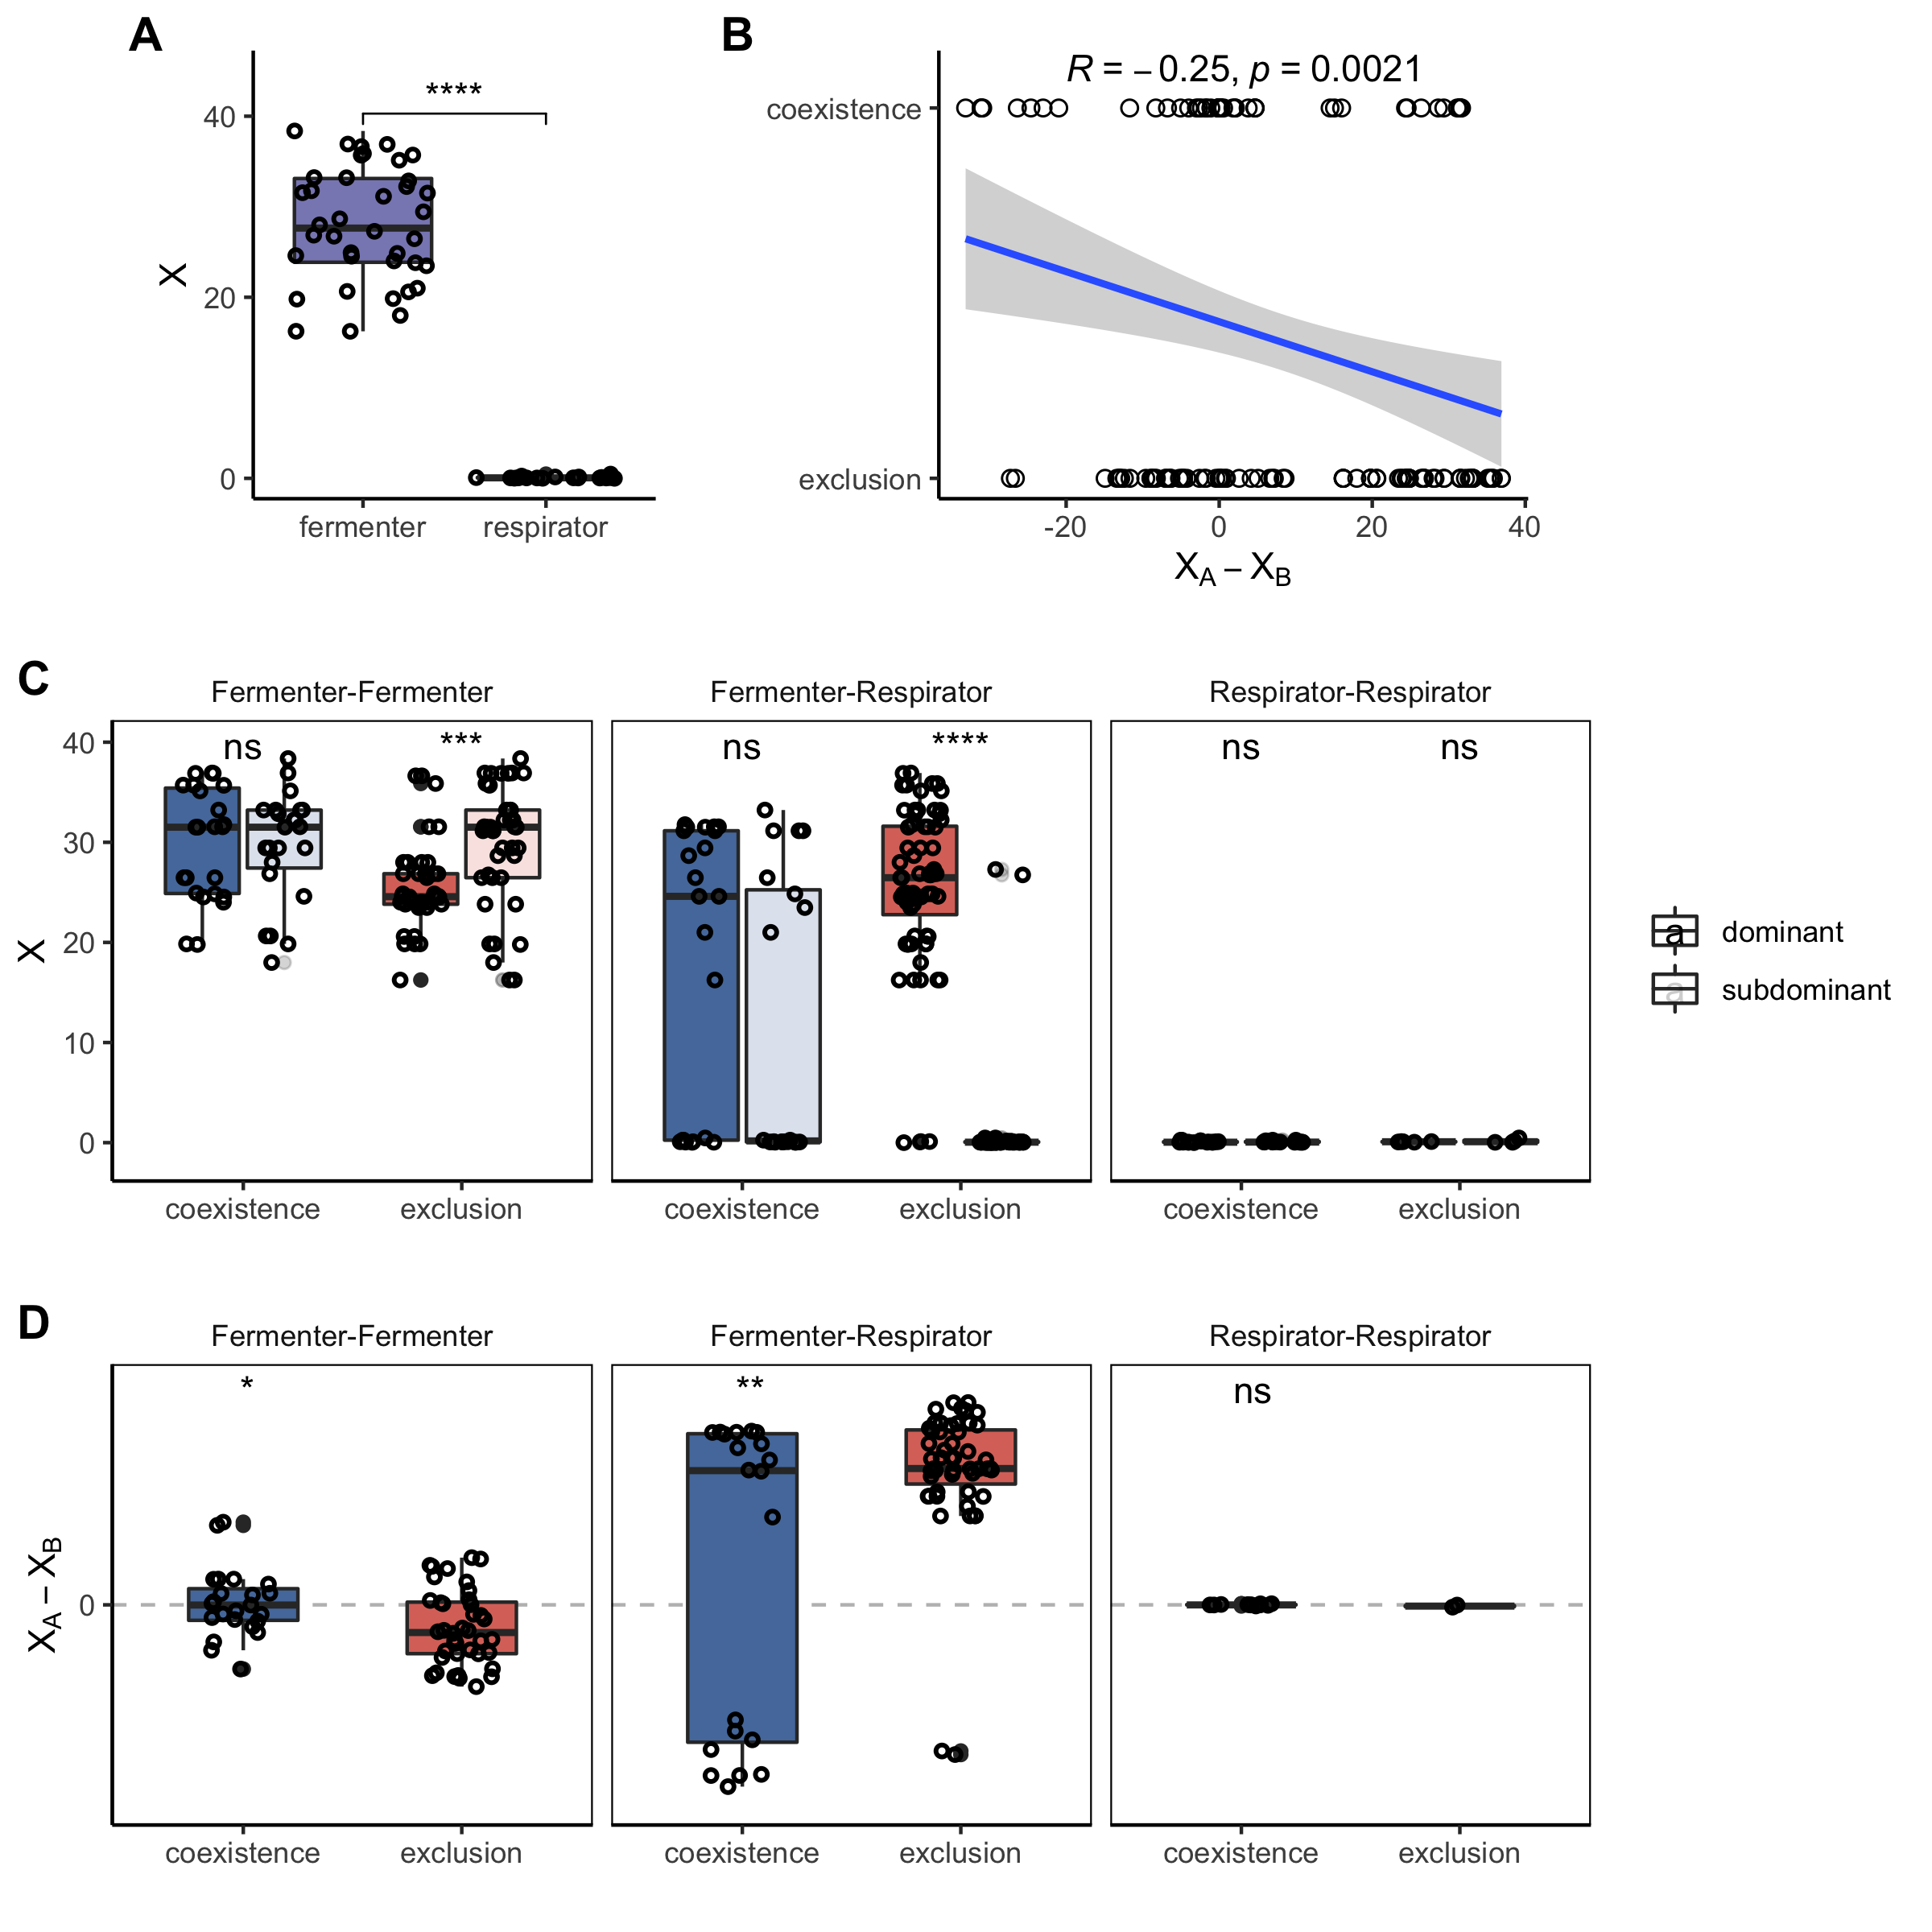 A
X
40
20
0
****
fermenter respirator
B
R = − 0.25, p = 0.0021
coexistence
exclusion
-20 0 20 40
XA − XB
C
Fermenter-Fermenter Fermenter-Respirator Respirator-Respirator
X
40
30
20
10
0
ns *** ns **** ns ns
coexistence exclusion coexistence exclusion coexistence exclusion
a dominant
a subdominant
D
Fermenter-Fermenter Fermenter-Respirator Respirator-Respirator
XA − XB
0
* ** ns
coexistence exclusion coexistence exclusion coexistence exclusion